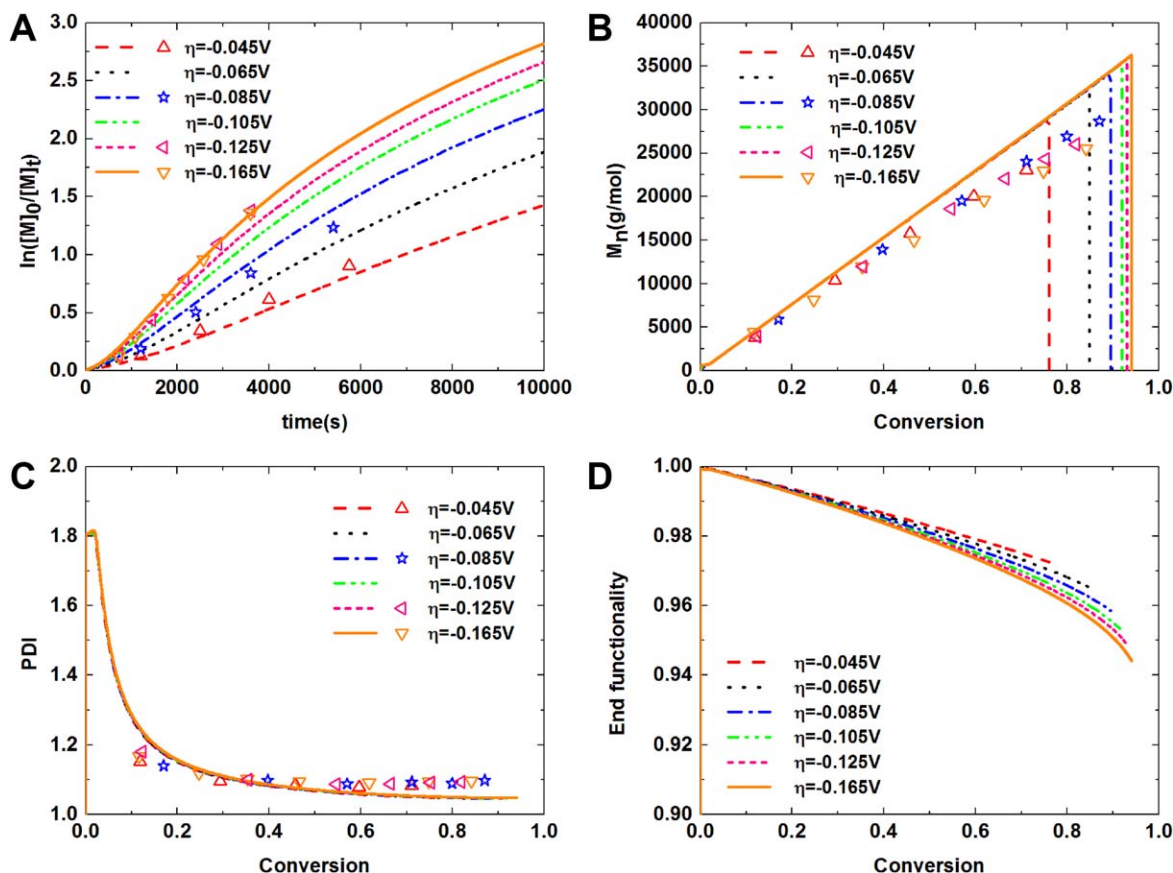 A
ln([M]0/[M]t)
3.0
2.5
2.0
1.5
1.0
0.5
0.0
η=-0.045V
η=-0.065V
η=-0.085V
η=-0.105V
η=-0.125V
η=-0.165V
0 2000 4000 6000 8000 10000
time(s)
B
Mn(g/mol)
40000
35000
30000
25000
20000
15000
10000
5000
0
η=-0.045V
η=-0.065V
η=-0.085V
η=-0.105V
η=-0.125V
η=-0.165V
0.0 0.2 0.4 0.6 0.8 1.0
Conversion
C
PDI
2.0
1.8
1.6
1.4
1.2
1.0
η=-0.045V
η=-0.065V
η=-0.085V
η=-0.105V
η=-0.125V
η=-0.165V
0.0 0.2 0.4 0.6 0.8 1.0
Conversion
D
End functionality
1.00
0.98
0.96
0.94
0.92
0.90
η=-0.045V
η=-0.065V
η=-0.085V
η=-0.105V
η=-0.125V
η=-0.165V
0.0 0.2 0.4 0.6 0.8 1.0
Conversion